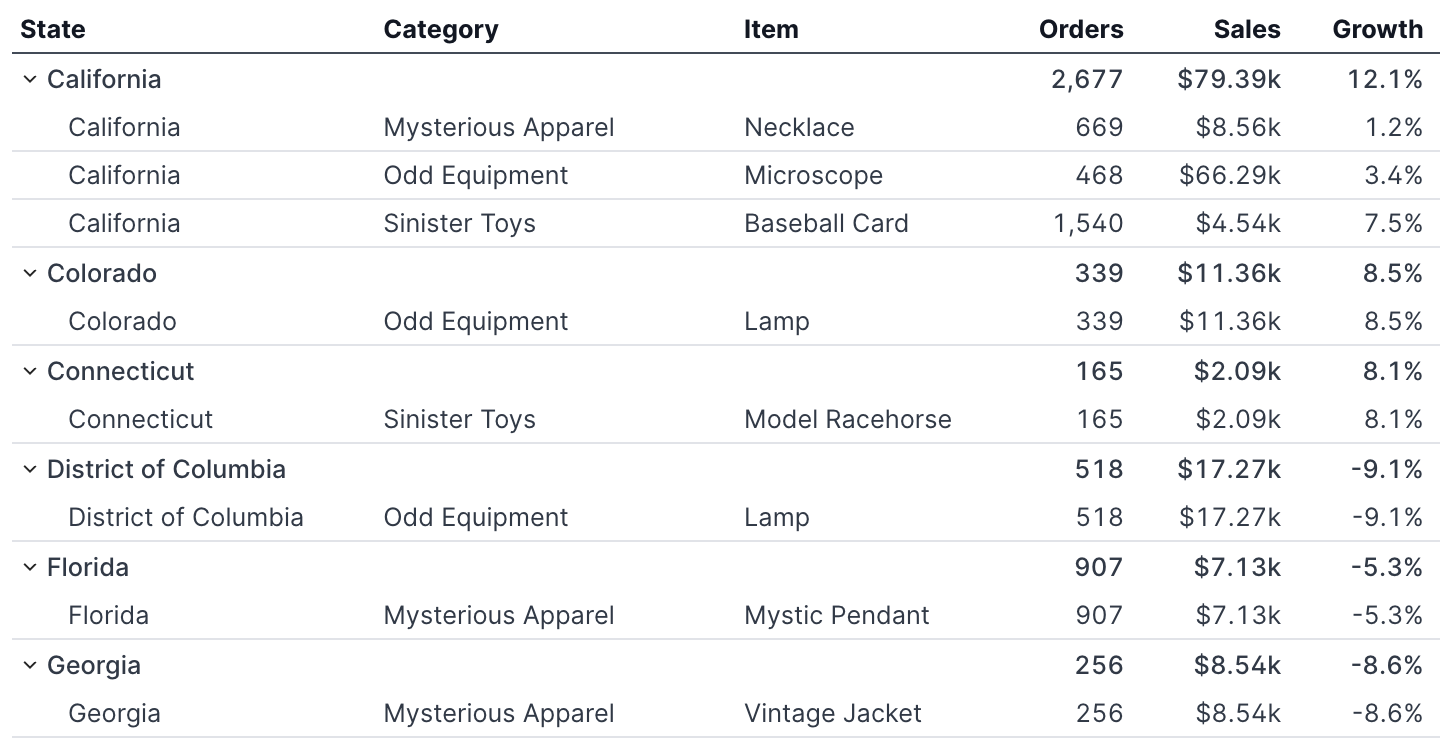 State Category Item Orders Sales Growth
California 2,677 $79.39k 12.1%
California Mysterious Apparel Necklace 669 $8.56k 1.2%
California Odd Equipment Microscope 468 $66.29k 3.4%
California Sinister Toys Baseball Card 1,540 $4.54k 7.5%
Colorado 339 $11.36k 8.5%
Colorado Odd Equipment Lamp 339 $11.36k 8.5%
Connecticut 165 $2.09k 8.1%
Connecticut Sinister Toys Model Racehorse 165 $2.09k 8.1%
District of Columbia 518 $17.27k -9.1%
District of Columbia Odd Equipment Lamp 518 $17.27k -9.1%
Florida 907 $7.13k -5.3%
Florida Mysterious Apparel Mystic Pendant 907 $7.13k -5.3%
Georgia 256 $8.54k -8.6%
Georgia Mysterious Apparel Vintage Jacket 256 $8.54k -8.6%